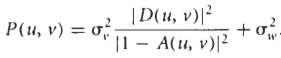 P(u, v) = σ_v^2 |D(u, v)|^2 / |1 − A(u, v)|^2 + σ_w^2.